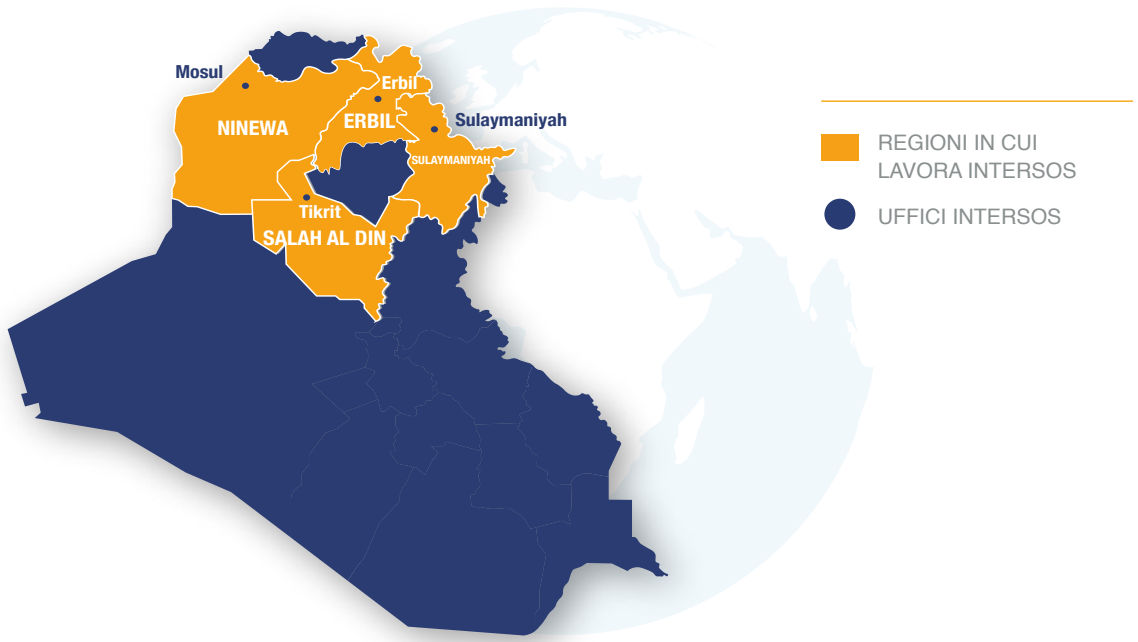 Mosul
Erbil
NINEWA
ERBIL
Sulaymaniyah
SULAYMANIYAH
Tikrit
SALAH AL DIN
REGIONI IN CUI
LAVORA INTERSOS
UFFICI INTERSOS